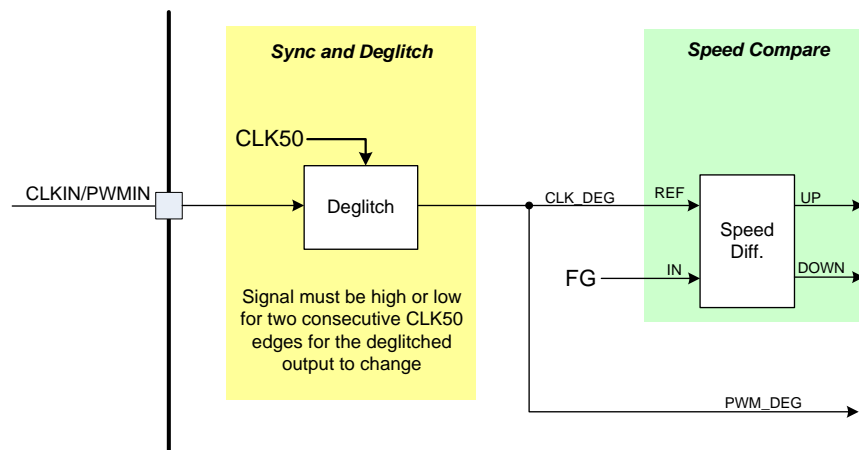 Sync and Deglitch
Speed Compare
CLK50
CLKIN/PWMIN
Deglitch
CLK_DEG
REF
UP
Speed
Diff.
FG
IN
DOWN
Signal must be high or low
for two consecutive CLK50
edges for the deglitched
output to change
PWM_DEG